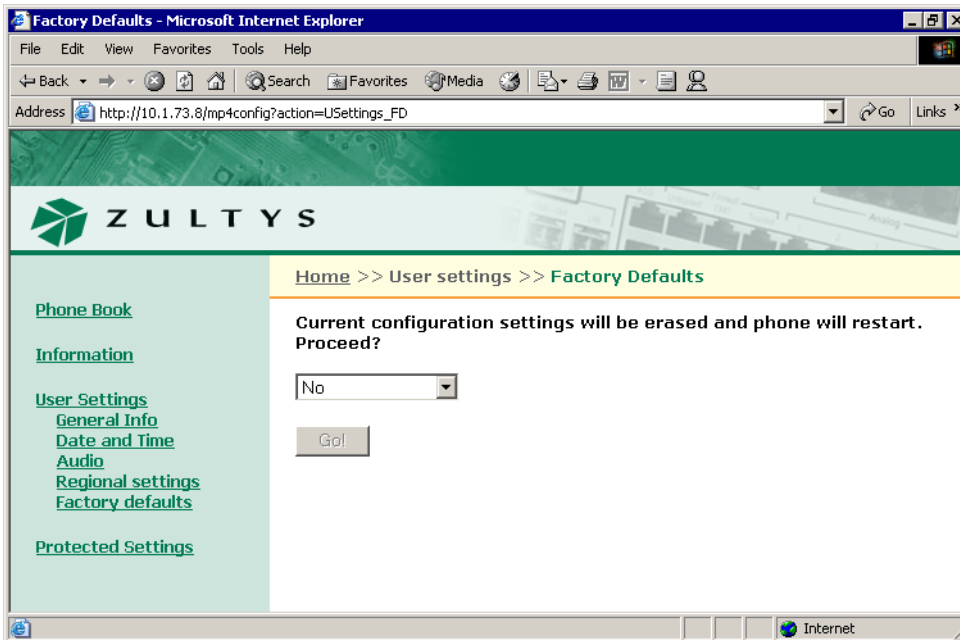 Factory Defaults - Microsoft Internet Explorer
File Edit View Favorites Tools Help
Back Search Favorites Media
Address http://10.1.73.8/mp4config?action=USettings_FD Go Links »
ZULTYS
Analog
Home >> User settings >> Factory Defaults
Phone Book
Information
User Settings
General Info
Date and Time
Audio
Regional settings
Factory defaults
Protected Settings
Current configuration settings will be erased and phone will restart.
Proceed?
No
Go!
Internet